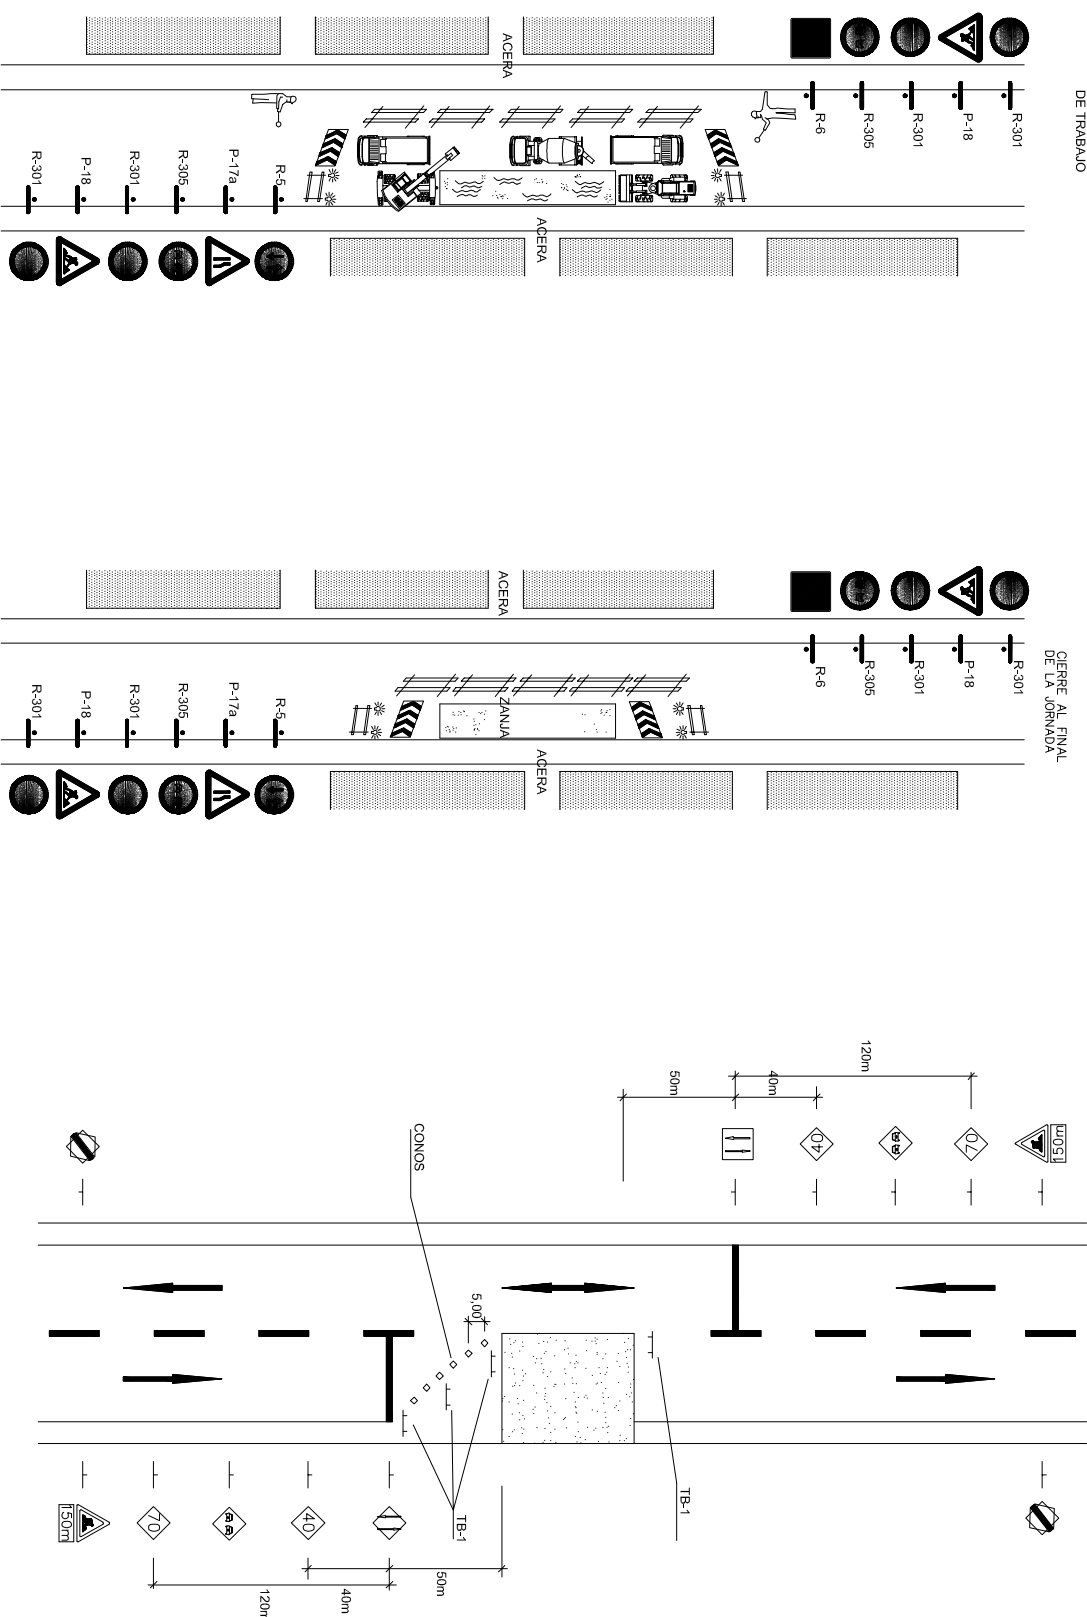 DE TRABAJO
ACERA
R-6
R-305
R-301
P-18
R-301
R-301
P-18
R-301
R-305
P-17a
R-5
ACERA
CIERRE AL FINAL
DE LA JORNADA
ACERA
R-6
R-305
R-301
P-18
R-301
R-301
P-18
R-301
R-305
P-17a
R-5
ZANJA
ACERA
120m
50m
40m
CONOS
40
70
150m
5,00
TB-1
TB-1
150m
70
40
50m
40m
120m